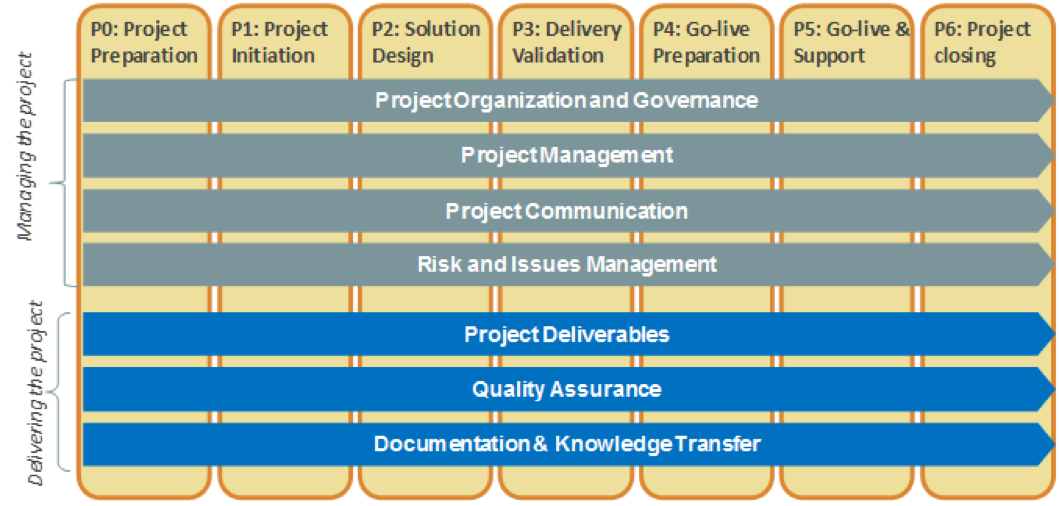 P0: Project
Preparation
P1: Project
Initiation
P2: Solution
Design
P3: Delivery
Validation
P4: Go-live
Preparation
P5: Go-live &
Support
P6: Project
closing
Managing the project
Project Organization and Governance
Project Management
Project Communication
Risk and Issues Management
Delivering the project
Project Deliverables
Quality Assurance
Documentation & Knowledge Transfer